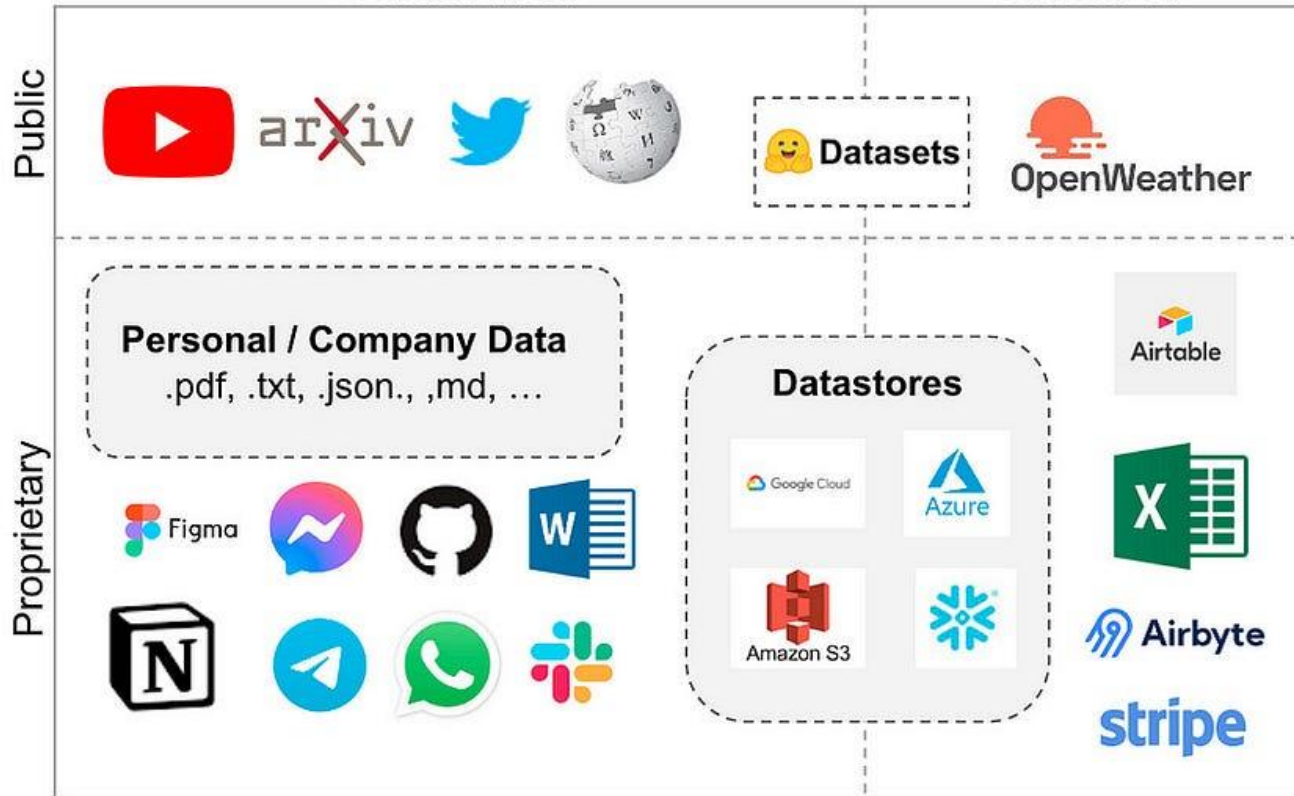 Public
arXiv
Datasets
OpenWeather
Proprietary
Personal / Company Data
.pdf, .txt, .json., ,md, …
Datastores
Airtable
Google Cloud
Azure
Figma
W
X
Amazon S3
N
Airbyte
stripe